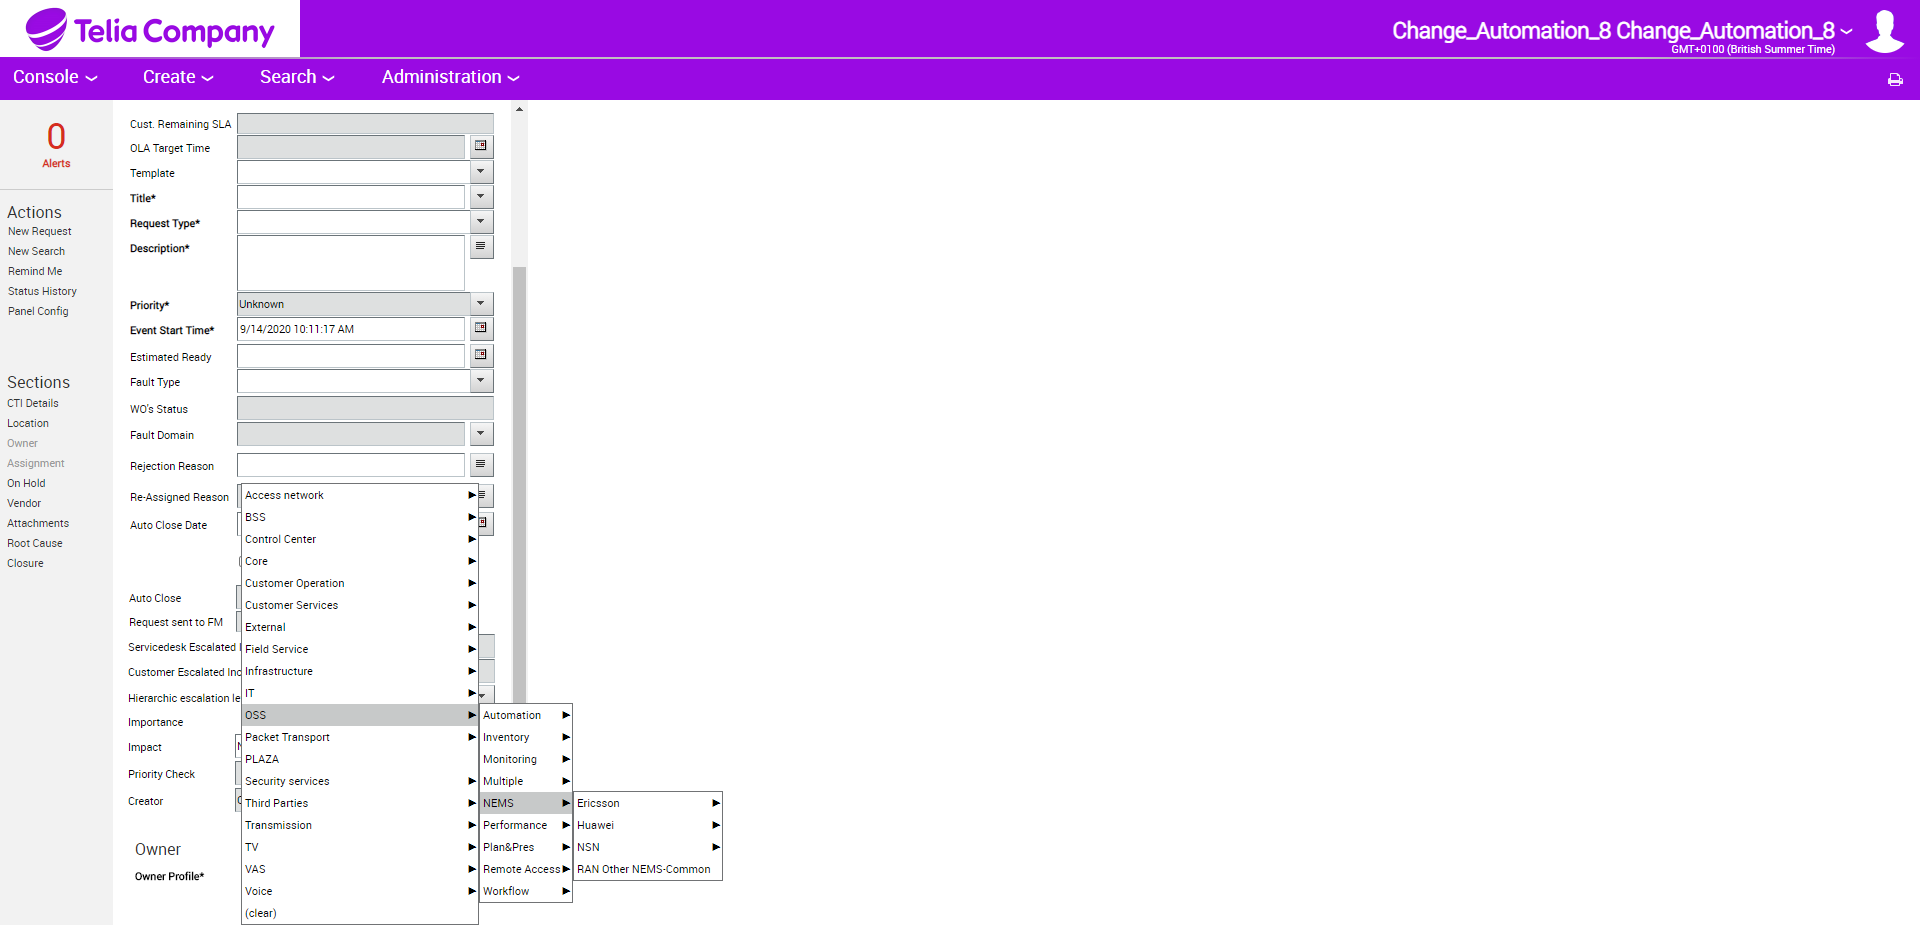 Telia Company
Change_Automation_8 Change_Automation_8
GMT+0100 (British Summer Time)
Console
Create
Search
Administration
0
Alerts
Actions
New Request
New Search
Remind Me
Status History
Panel Config
Sections
CTI Details
Location
Owner
Assignment
On Hold
Vendor
Attachments
Root Cause
Closure
Cust. Remaining SLA
OLA Target Time
Template
Title*
Request Type*
Description*
Priority* Unknown
Event Start Time* 9/14/2020 10:11:17 AM
Estimated Ready
Fault Type
WO's Status
Fault Domain
Rejection Reason
Re-Assigned Reason
Auto Close Date
Auto Close
Request sent to FM
Servicedesk Escalated
Customer Escalated Inc
Hierarchic escalation le
Importance
Impact
Priority Check
Creator
Owner
Owner Profile*
Access network
BSS
Control Center
Core
Customer Operation
Customer Services
External
Field Service
Infrastructure
IT
OSS
Packet Transport
PLAZA
Security services
Third Parties
Transmission
TV
VAS
Voice
(clear)
Automation
Inventory
Monitoring
Multiple
NEMS
Performance
Plan&Pres
Remote Access
Workflow
Ericsson
Huawei
NSN
RAN Other NEMS-Common